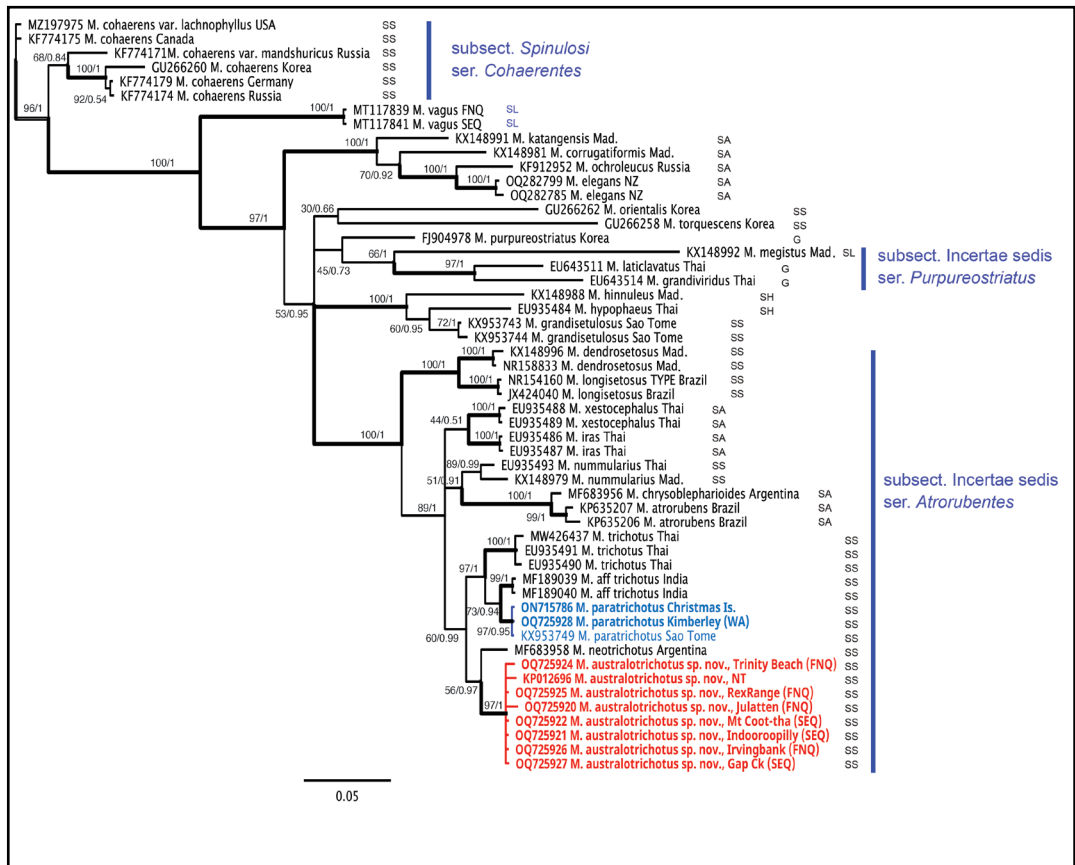 MZ197975 M. cohaerens var. lachnophyllus USA SS
KF774175 M. cohaerens Canada SS
68/0.84 KF774171M. cohaerens var. mandshuricus Russia SS
subsect. Spinulosi
100/1 GU266260 M. cohaerens Korea SS
ser. Cohaerentes
KF774179 M. cohaerens Germany SS
92/0.54 KF774174 M. cohaerens Russia SS
96/1
100/1 MT117839 M. vagus FNQ SL
MT117841 M. vagus SEQ SL
100/1 KX148991 M. katangensis Mad. SA
KX148981 M. corrugatiformis Mad. SA
100/1
70/0.92 KF912952 M. ochroleucus Russia SA
100/1 OQ282799 M. elegans NZ SA
OQ282785 M. elegans NZ SA
30/0.66 GU266262 M. orientalis Korea SS
97/1
GU266258 M. torquescens Korea SS
FJ904978 M. purpureostriatus Korea G
66/1 KX148992 M. megistus Mad. SL
subsect. Incertae sedis
45/0.73 97/1 EU643511 M. laticlavatus Thai G
ser. Purpureostriatus
EU643514 M. grandiviridus Thai G
100/1 KX148988 M. hinnuleus Mad. SH
53/0.95
EU935484 M. hypophaeus Thai SH
60/0.95 72/1 KX953743 M. grandisetulosus Sao Tome SS
KX953744 M. grandisetulosus Sao Tome SS
100/1 KX148996 M. dendrosetosus Mad. SS
NR158833 M. dendrosetosus Mad. SS
100/1 NR154160 M. longisetosus TYPE Brazil SS
JX424040 M. longisetosus Brazil SS
100/1 EU935488 M. xestocephalus Thai SA
44/0.51 EU935489 M. xestocephalus Thai SA
100/1 EU935486 M. iras Thai SA
100/1
EU935487 M. iras Thai SA
89/0.99 EU935493 M. nummularius Thai SS
51/0.91 KX148979 M. nummularius Mad. SS
subsect. Incertae sedis
100/1 MF683956 M. chrysoblepharioides Argentina SA
ser. Atrorubentes
89/1 KP635207 M. atrorubens Brazil SA
99/1 KP635206 M. atrorubens Brazil SA
100/1 MW426437 M. trichotus Thai SS
EU935491 M. trichotus Thai SS
97/1 EU935490 M. trichotus Thai SS
99/1 MF189039 M. aff trichotus India SS
MF189040 M. aff trichotus India SS
73/0.94 ON715786 M. paratrichotus Christmas Is. SS
OQ725928 M. paratrichotus Kimberley (WA) SS
97/0.95 KX953749 M. paratrichotus Sao Tome SS
60/0.99
MF683958 M. neotrichotus Argentina SS
OQ725924 M. australotrichotus sp. nov., Trinity Beach (FNQ) SS
KP012696 M. australotrichotus sp. nov., NT SS
56/0.97 OQ725925 M. australotrichotus sp. nov., RexRange (FNQ) SS
97/1 OQ725920 M. australotrichotus sp. nov., Julatten (FNQ) SS
OQ725922 M. australotrichotus sp. nov., Mt Coot-tha (SEQ) SS
OQ725921 M. australotrichotus sp. nov., Indooroopilly (SEQ) SS
OQ725926 M. australotrichotus sp. nov., Irvingbank (FNQ) SS
OQ725927 M. australotrichotus sp. nov., Gap Ck (SEQ) SS
0.05